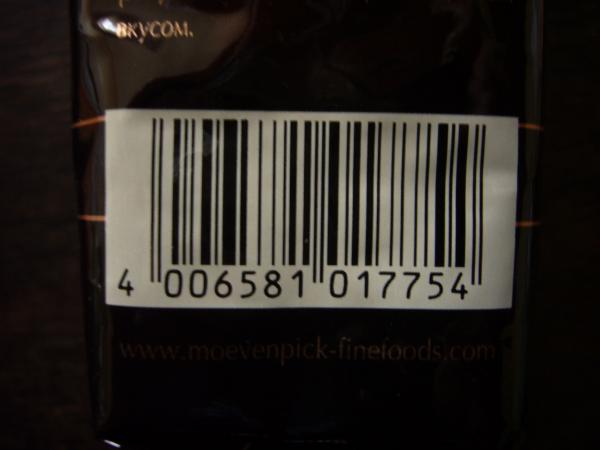 вкусом.
4 006581 017754
www.moevenpick-finefoods.com